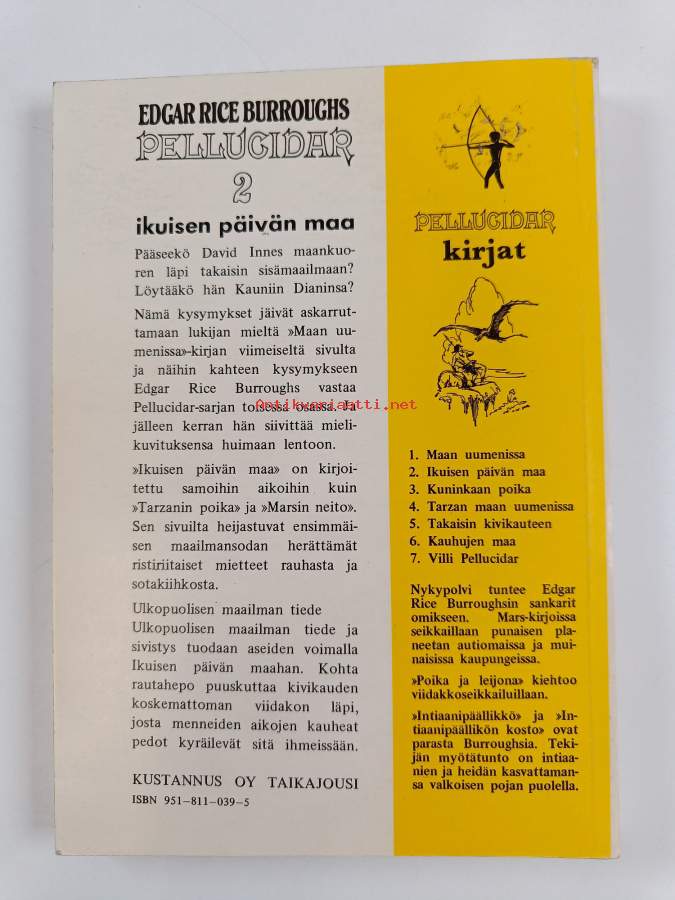 EDGAR RICE BURROUGHS
PELLUCIDAR
2
ikuisen päivän maa
Pääseekö David Innes maankuo-
ren läpi takaisin sisämaailmaan?
Löytääkö hän Kauniin Dianinsa?
Nämä kysymykset jäivät askarrut-
tamaan lukijan mieltä »Maan uu-
menissa»-kirjan viimeiseltä sivulta
ja näihin kahteen kysymykseen
Edgar Rice Burroughs vastaa
Pellucidar-sarjan toisessa osassa. Ja
jälleen kerran hän siivittää mieli-
kuvituksensa huimaan lentoon.
»Ikuisen päivän maa» on kirjoi-
tettu samoihin aikoihin kuin
»Tarzanin poika» ja »Marsin neito».
Sen sivuilta heijastuvat ensimmäi-
sen maailmansodan herättämät
ristiriitaiset mietteet rauhasta ja
sotakiihkosta.
Ulkopuolisen maailman tiede
Ulkopuolisen maailman tiede ja
sivistys tuodaan aseiden voimalla
Ikuisen päivän maahan. Kohta
rautahepo puuskuttaa kivikauden
koskemattoman viidakon läpi,
josta menneiden aikojen kauheat
pedot kyräilevät sitä ihmeissään.
KUSTANNUS OY TAIKAJOUSI
ISBN 951-811-039-5
PELLUCIDAR
kirjat
1. Maan uumenissa
2. Ikuisen päivän maa
3. Kuninkaan poika
4. Tarzan maan uumenissa
5. Takaisin kivikauteen
6. Kauhujen maa
7. Villi Pellucidar
Nykypolvi tuntee Edgar
Rice Burroughsin sankarit
omikseen. Mars-kirjoissa
seikkaillaan punaisen pla-
neetan autiomaissa ja mui-
naisissa kaupungeissa.
»Poika ja leijona» kiehtoo
viidakkoseikkailuillaan.
»Intiaanipäällikkö» ja »In-
tiaanipäällikön kosto» ovat
parasta Burroughsia. Teki-
jän myötätunto on intiaa-
nien ja heidän kasvattaman-
sa valkoisen pojan puolella.
Antikvariaatti.net